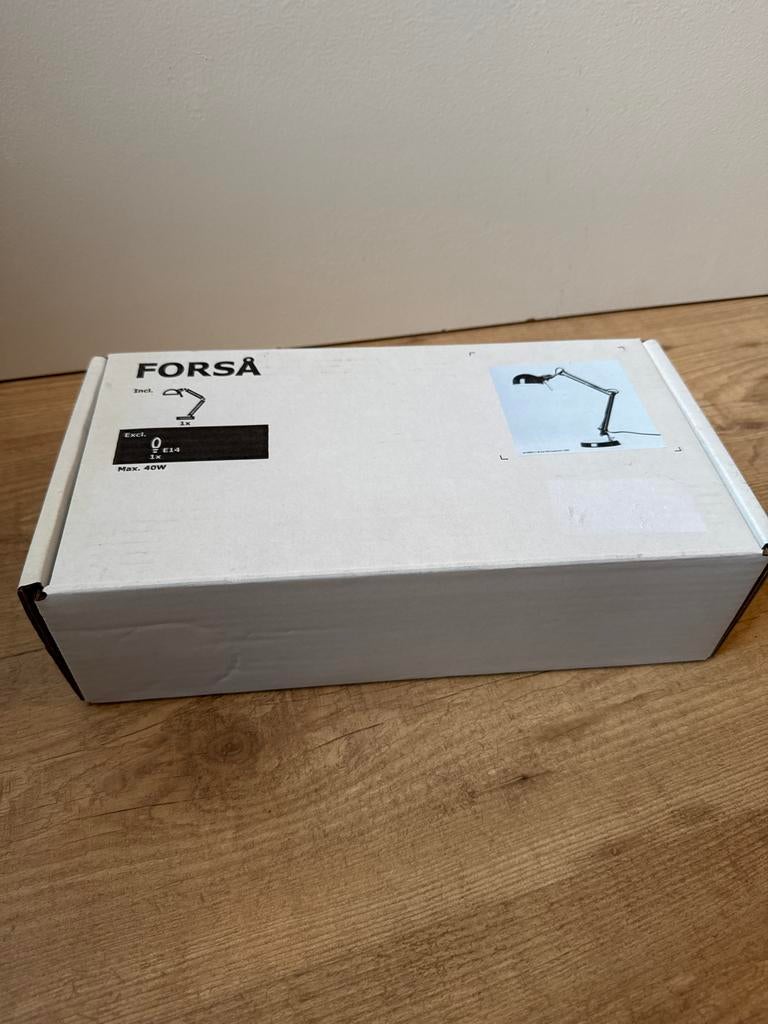 FORSÅ
Incl.
1x
Excl.
E14
1x
Max. 40W